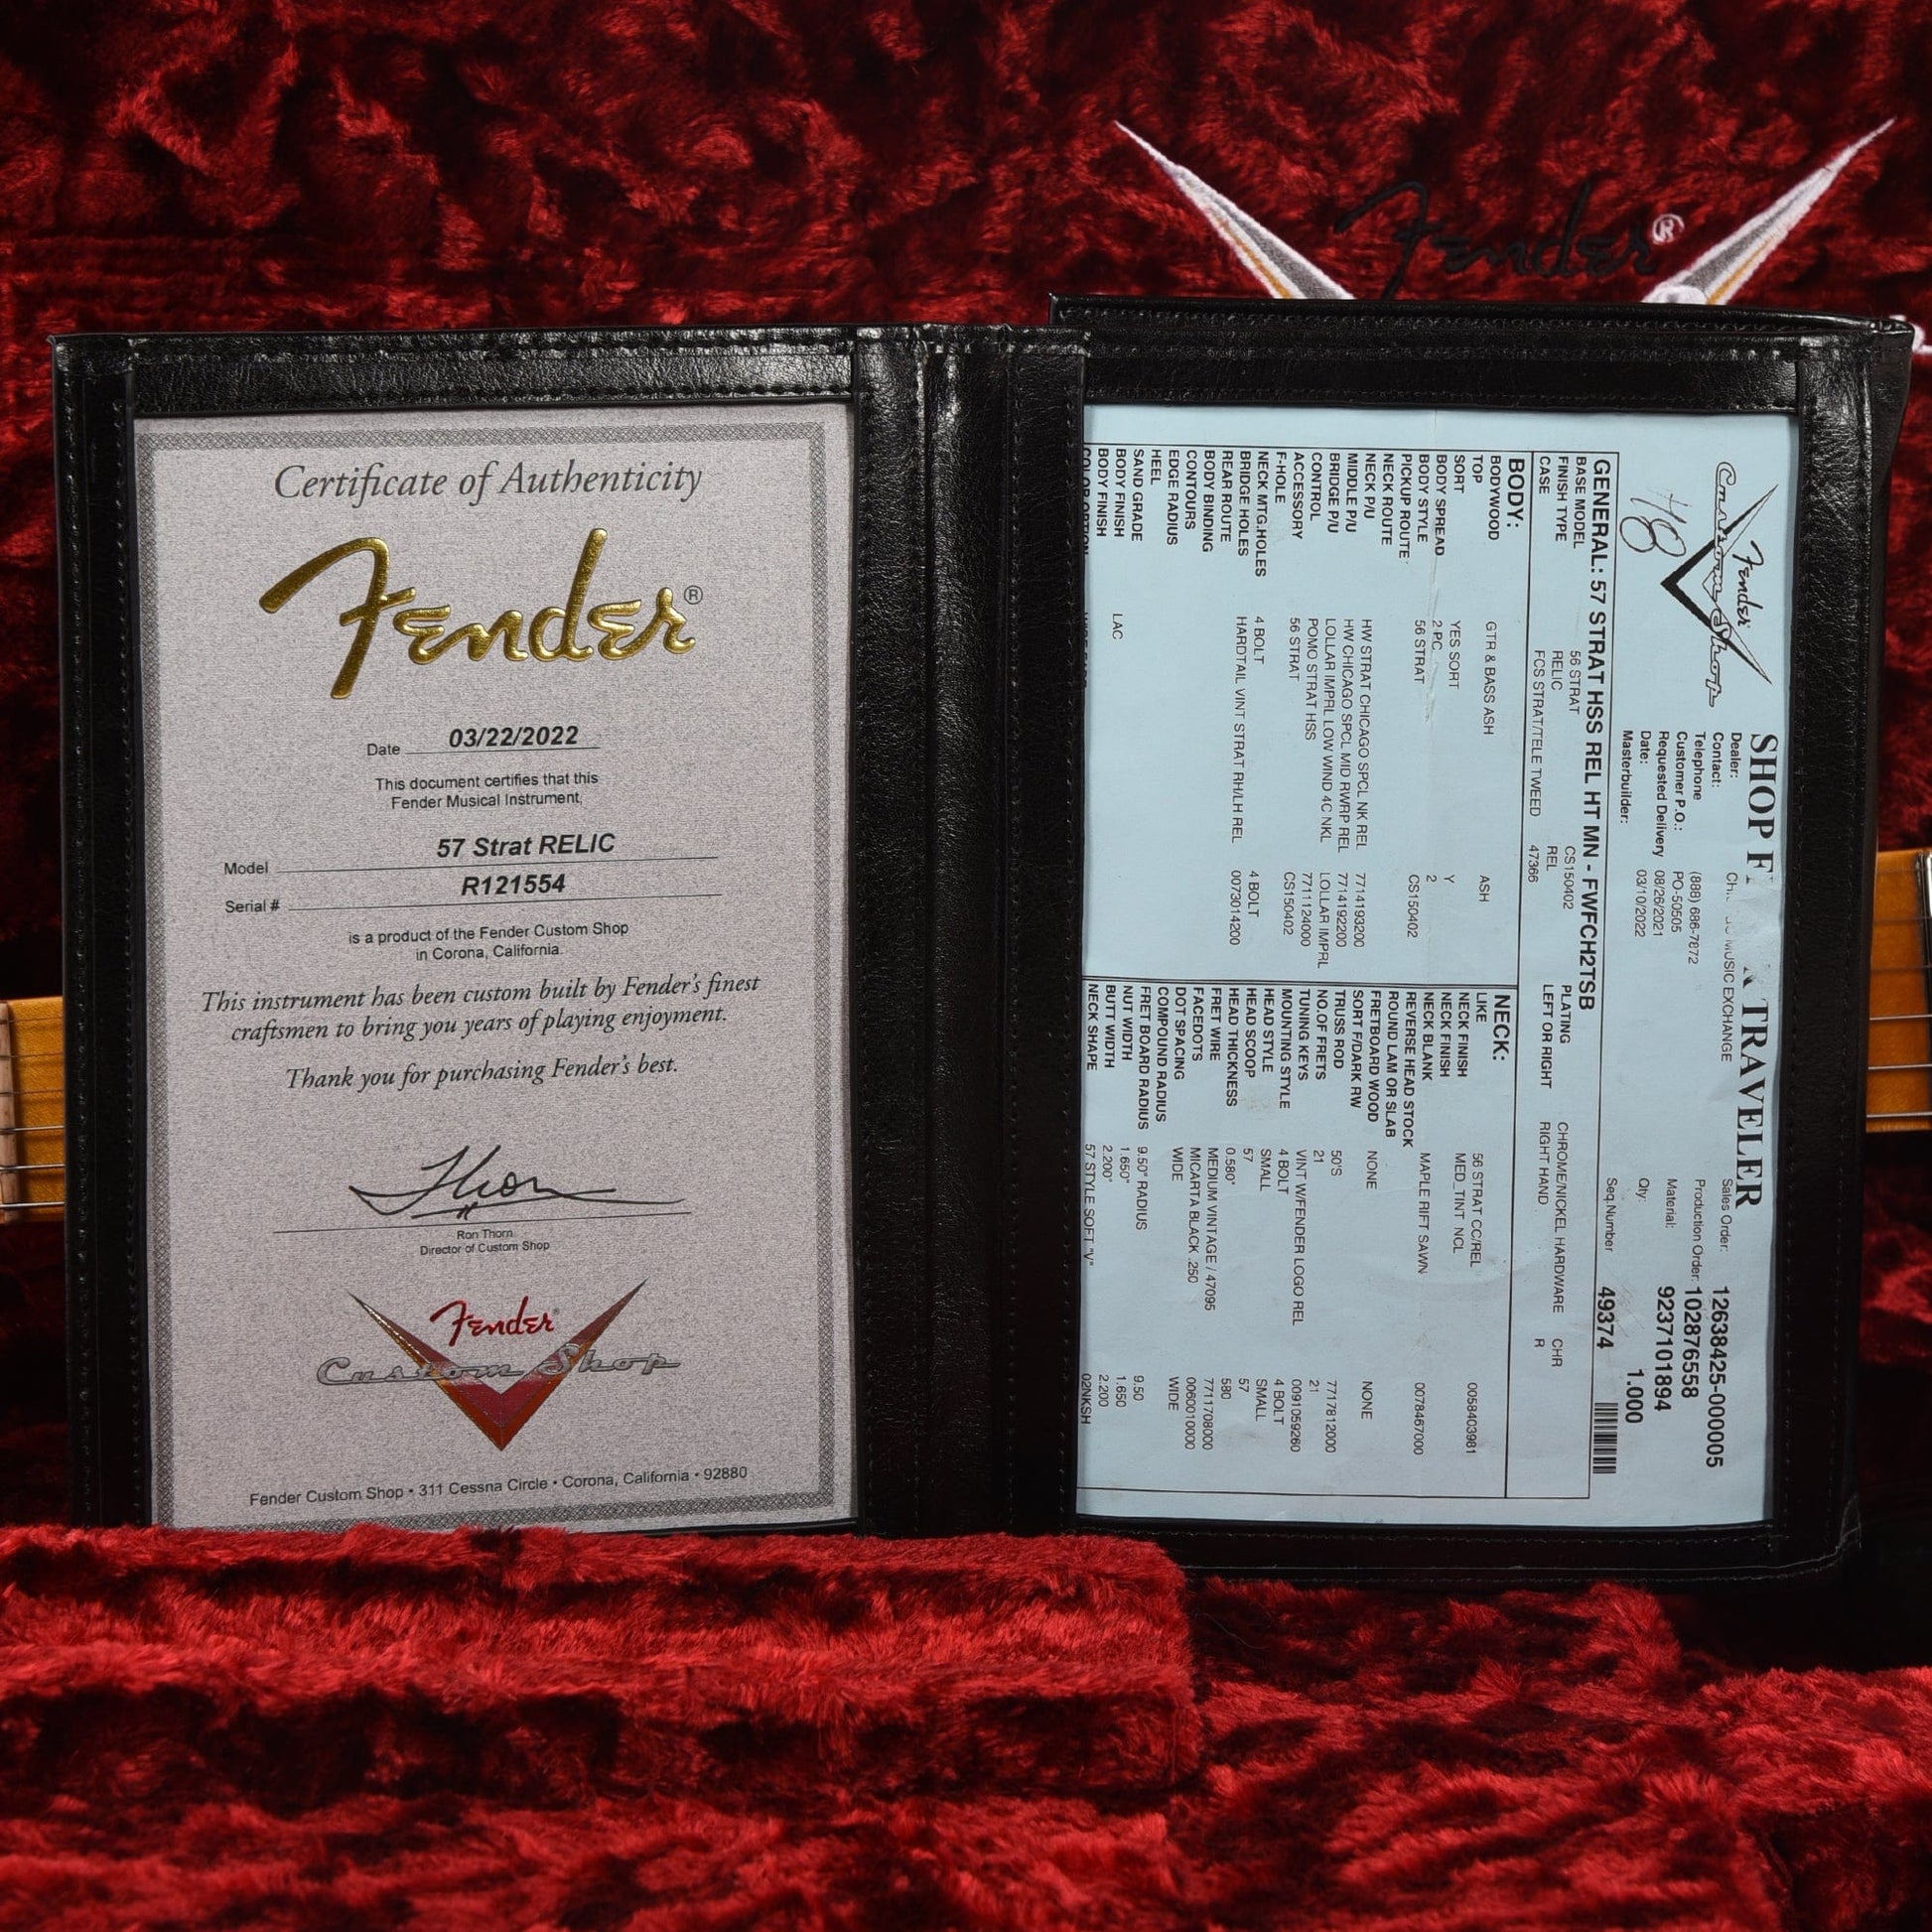 Fender®
Certificate of Authenticity
Fender®
Date 03/22/2022
This document certifies that this
Fender Musical Instrument,
Model 57 Strat RELIC
Serial # R121554
is a product of the Fender Custom Shop
in Corona, California.
This instrument has been custom built by Fender's finest
craftsmen to bring you years of playing enjoyment.
Thank you for purchasing Fender's best.
Ron Thorn
Director of Custom Shop
Fender®
Custom Shop
Fender Custom Shop • 311 Cessna Circle • Corona, California • 92880
Fender
Custom Shop
48
SHOP TRAVELER
Dealer: MUSIC EXCHANGE
Contact:
Telephone (888) 686-7872
Customer P.O.: PO-50505
Requested Delivery 08/26/2021
Date: 03/10/2022
Masterbuilder:
Sales Order: 126384425-000005
Production Order: 102876558
Material: 9237101894
Qty: 1.000
Seq.Number 49374
GENERAL: 57 STRAT HSS REL HT MN - FWFCH2TSB
BASE MODEL 56 STRAT CS150402 PLATING CHROME/NICKEL HARDWARE CHR
FINISH TYPE RELIC REL LEFT OR RIGHT RIGHT HAND R
CASE FCS STRAT/TELE TWEED 47366
BODY:
BODYWOOD GTR & BASS ASH ASH
TOP
SORT YES SORT Y
BODY SPREAD 2 PC 2
BODY STYLE 56 STRAT CS150402
PICKUP ROUTE:
NECK ROUTE
NECK P/U HW STRAT CHICAGO SPCL NK REL 7714193200
MIDDLE P/U HW CHICAGO SPCL MID RWRP REL 7714192200
BRIDGE P/U LOLLAR IMPRL LOW WIND 4C NKL LOLLAR IMPRL
CONTROL POMO STRAT HSS 7711124000
ACCESSORY 56 STRAT CS150402
F-HOLE
NECK MTG.HOLES 4 BOLT 4 BOLT
BRIDGE HOLES HARDTAIL VINT STRAT RH/LH REL 0073014200
REAR ROUTE
BODY BINDING
CONTOURS
EDGE RADIUS
HEEL
SAND GRADE
BODY FINISH LAC
BODY FINISH
NECK:
LIKE 56 STRAT CC/REL 0058403981
NECK FINISH MED_TINT NCL
NECK FINISH
NECK BLANK MAPLE RIFT SAWN 0078467000
REVERSE HEAD STOCK
ROUND LAM OR SLAB
FRETBOARD WOOD NONE NONE
SORT F/DARK RW
TRUSS ROD 50'S 7717812000
NO.OF FRETS 21 21
TUNING KEYS VINT W/FENDER LOGO REL 0091059260
MOUNTING STYLE 4 BOLT 4 BOLT
HEAD STYLE SMALL SMALL
HEAD SCOOP 57 57
HEAD THICKNESS 0.580" 580
FRET WIRE MEDIUM VINTAGE / 47095 7711708000
FACEDOTS MICARTA BLACK .250 0060010000
DOT SPACING WIDE WIDE
COMPOUND RADIUS
FRET BOARD RADIUS 9.50" RADIUS 9.50
NUT WIDTH 1.650" 1.650
BUTT WIDTH 2.200" 2.200
NECK SHAPE 57 STYLE SOFT "V" 02NKSH